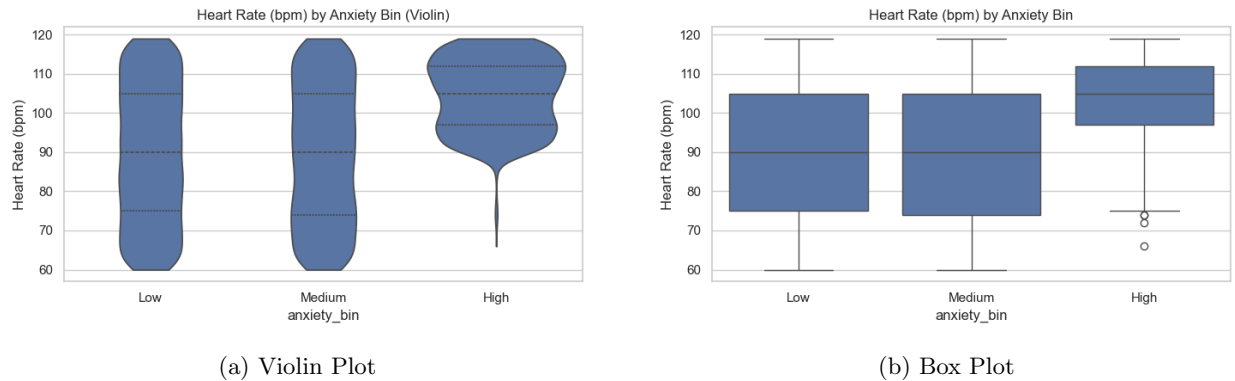 Heart Rate (bpm) by Anxiety Bin (Violin)
120
110
100
90
80
70
60
Heart Rate (bpm)
Low
Medium
High
anxiety_bin
(a) Violin Plot
Heart Rate (bpm) by Anxiety Bin
120
110
100
90
80
70
60
Heart Rate (bpm)
Low
Medium
High
anxiety_bin
(b) Box Plot